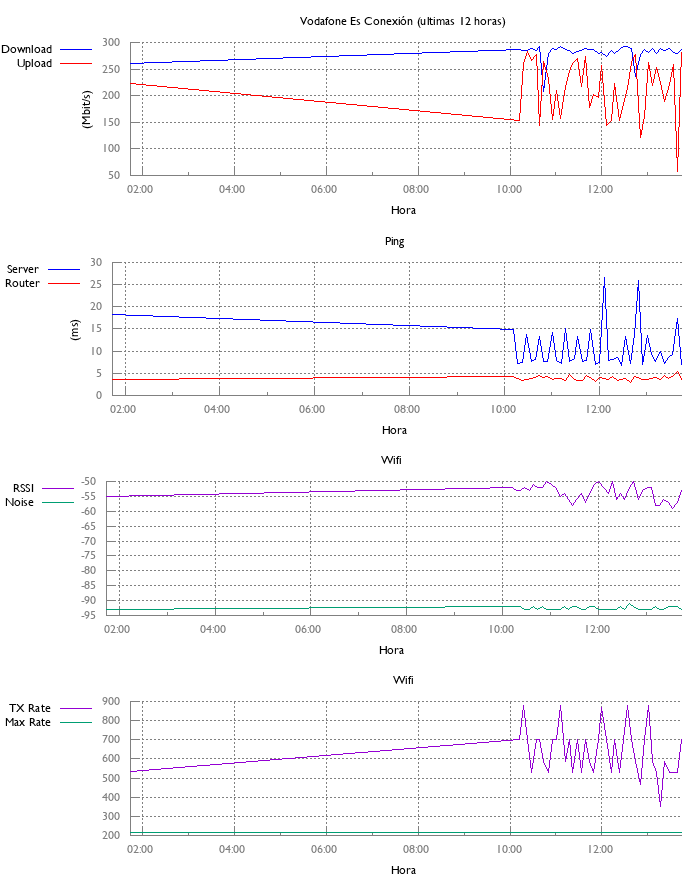 Vodafone Es Conexión (ultimas 12 horas)
Download
Upload
(Mbit/s)
300
250
200
150
100
50
02:00 04:00 06:00 08:00 10:00 12:00
Hora
Ping
Server
Router
(ms)
30
25
20
15
10
5
0
02:00 04:00 06:00 08:00 10:00 12:00
Hora
Wifi
RSSI
Noise
-50
-55
-60
-65
-70
-75
-80
-85
-90
-95
02:00 04:00 06:00 08:00 10:00 12:00
Hora
Wifi
TX Rate
Max Rate
900
800
700
600
500
400
300
200
02:00 04:00 06:00 08:00 10:00 12:00
Hora